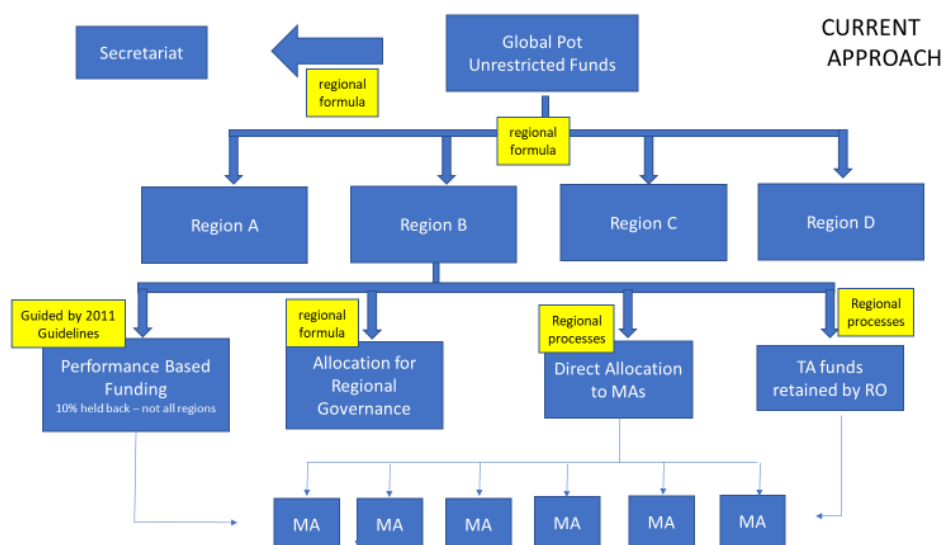 CURRENT
APPROACH
Secretariat
Global Pot
Unrestricted Funds
regional
formula
regional
formula
Region A
Region B
Region C
Region D
Guided by 2011
Guidelines
regional
formula
Regional
processes
Regional
processes
Performance Based
Funding
10% held back – not all regions
Allocation for
Regional
Governance
Direct Allocation
to MAs
TA funds
retained by RO
MA
MA
MA
MA
MA
MA